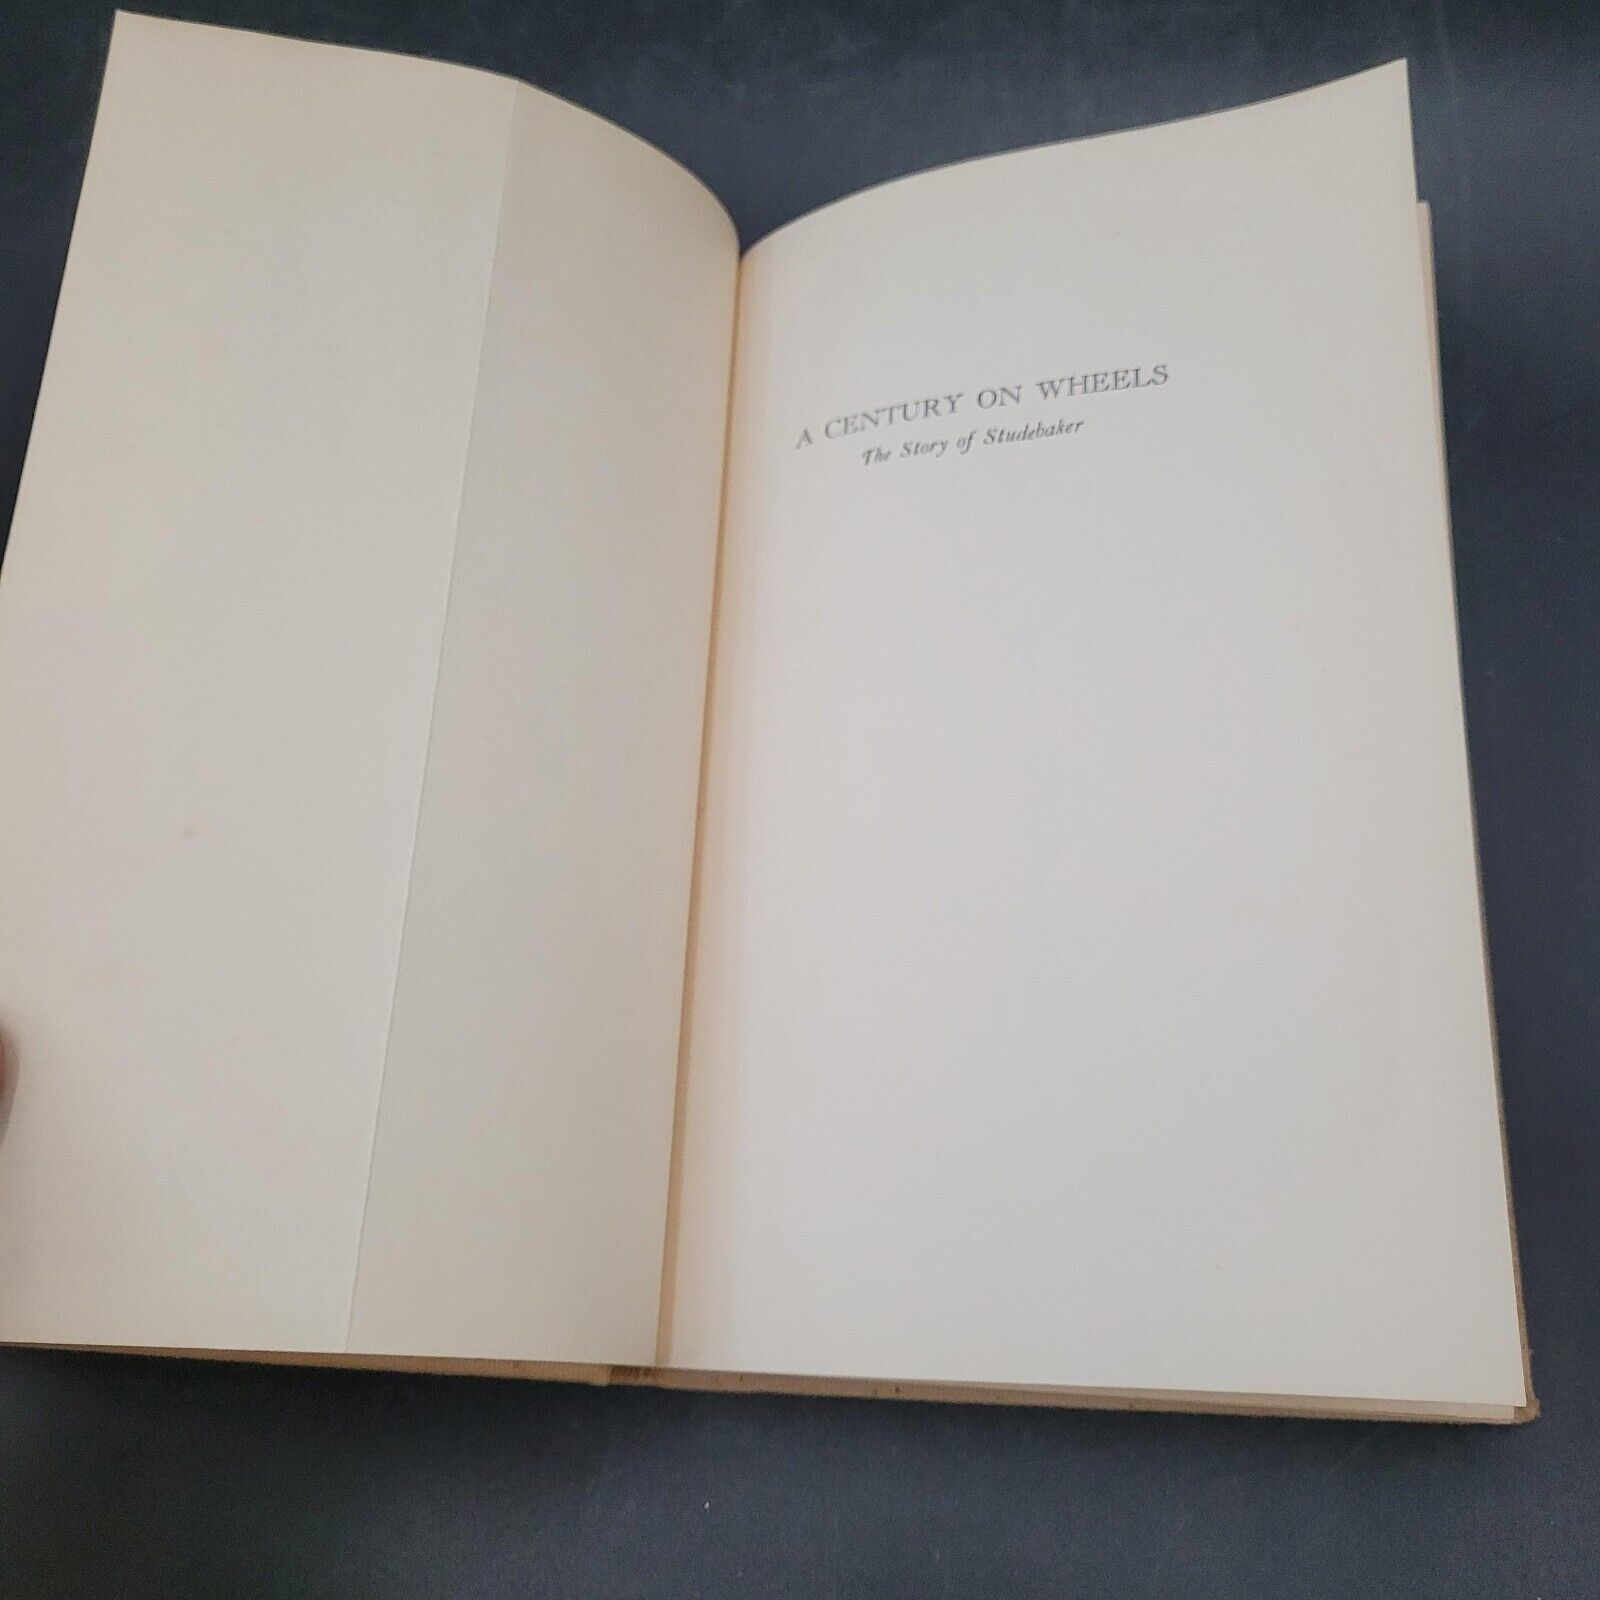 A CENTURY ON WHEELS
The Story of Studebaker